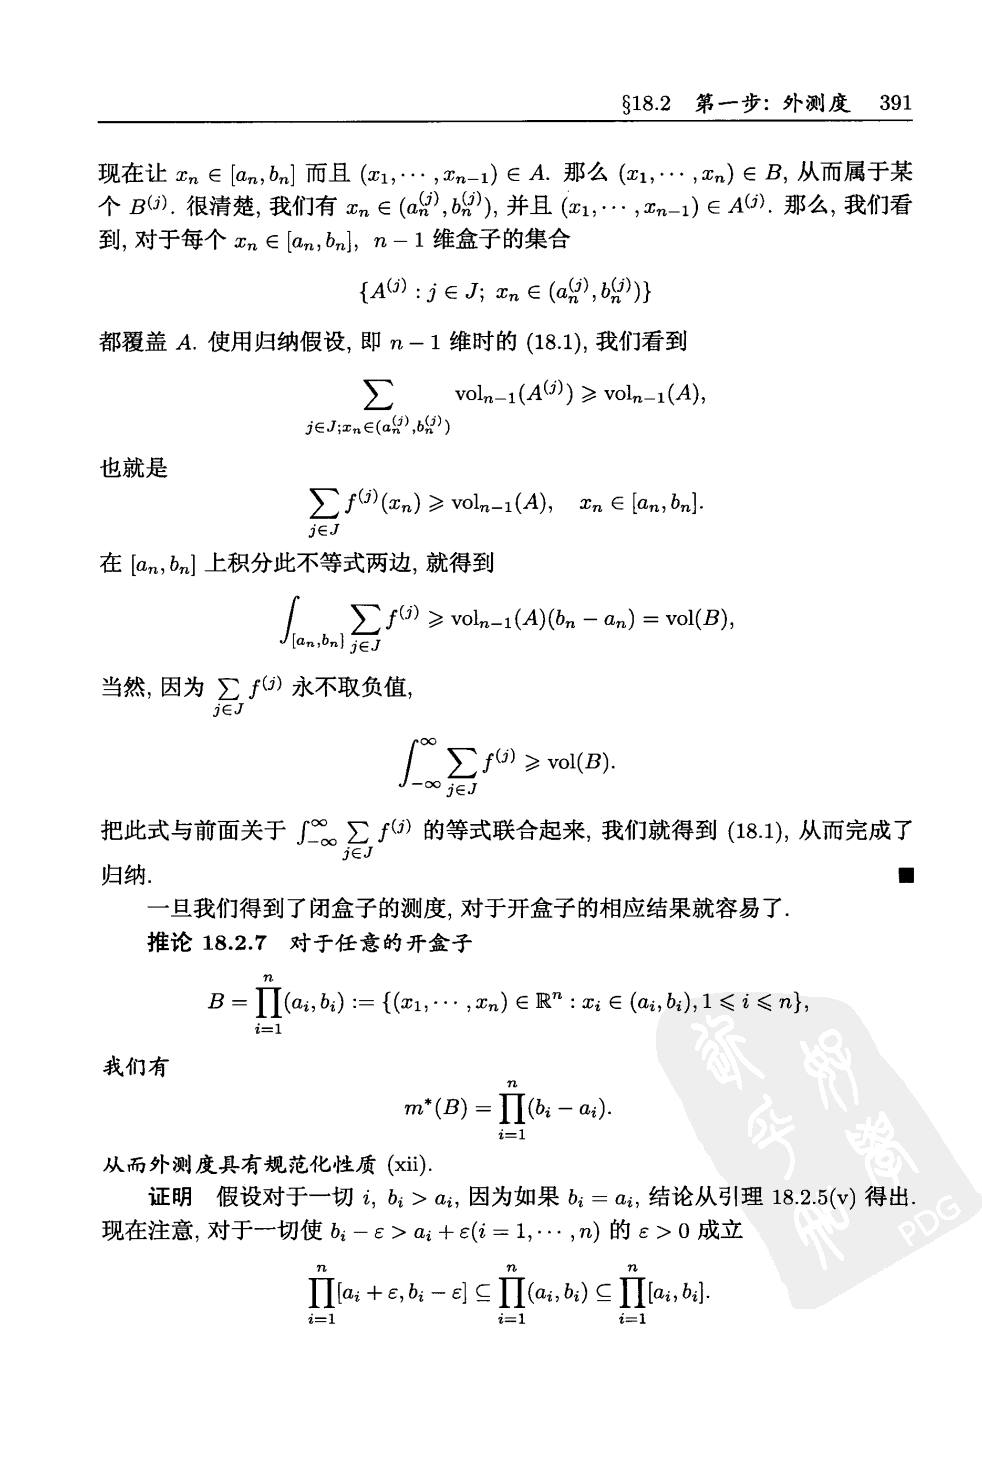 §18.2 第一步: 外测度 391
现在让 $x_n \in [a_n, b_n]$ 而且 $(x_1, \cdots, x_{n-1}) \in A$. 那么 $(x_1, \cdots, x_n) \in B$, 从而属于某
个 $B^{(j)}$. 很清楚, 我们有 $x_n \in (a_n^{(j)}, b_n^{(j)})$, 并且 $(x_1, \cdots, x_{n-1}) \in A^{(j)}$. 那么, 我们看
到, 对于每个 $x_n \in [a_n, b_n]$, $n-1$ 维盒子的集合
$\{A^{(j)} : j \in J; x_n \in (a_n^{(j)}, b_n^{(j)})\}$
都覆盖 $A$. 使用归纳假设, 即 $n-1$ 维时的 (18.1), 我们看到
$\sum_{j \in J; x_n \in (a_n^{(j)}, b_n^{(j)})} \mathrm{vol}_{n-1}(A^{(j)}) \geqslant \mathrm{vol}_{n-1}(A),$
也就是
$\sum_{j \in J} f^{(j)}(x_n) \geqslant \mathrm{vol}_{n-1}(A), \quad x_n \in [a_n, b_n].$
在 $[a_n, b_n]$ 上积分此不等式两边, 就得到
$\int_{[a_n, b_n]} \sum_{j \in J} f^{(j)} \geqslant \mathrm{vol}_{n-1}(A)(b_n - a_n) = \mathrm{vol}(B),$
当然, 因为 $\sum_{j \in J} f^{(j)}$ 永不取负值,
$\int_{-\infty}^{\infty} \sum_{j \in J} f^{(j)} \geqslant \mathrm{vol}(B).$
把此式与前面关于 $\int_{-\infty}^{\infty} \sum_{j \in J} f^{(j)}$ 的等式联合起来, 我们就得到 (18.1), 从而完成了
归纳. ■
一旦我们得到了闭盒子的测度, 对于开盒子的相应结果就容易了.
推论 18.2.7 对于任意的开盒子
$B = \prod_{i=1}^{n} (a_i, b_i) := \{(x_1, \cdots, x_n) \in \mathbb{R}^n : x_i \in (a_i, b_i), 1 \leqslant i \leqslant n\},$
我们有
$m^*(B) = \prod_{i=1}^{n} (b_i - a_i).$
从而外测度具有规范化性质 (xii).
证明 假设对于一切 $i$, $b_i > a_i$, 因为如果 $b_i = a_i$, 结论从引理 18.2.5(v) 得出.
现在注意, 对于一切使 $b_i - \varepsilon > a_i + \varepsilon (i = 1, \cdots, n)$ 的 $\varepsilon > 0$ 成立
$\prod_{i=1}^{n} [a_i + \varepsilon, b_i - \varepsilon] \subseteq \prod_{i=1}^{n} (a_i, b_i) \subseteq \prod_{i=1}^{n} [a_i, b_i].$
PDG